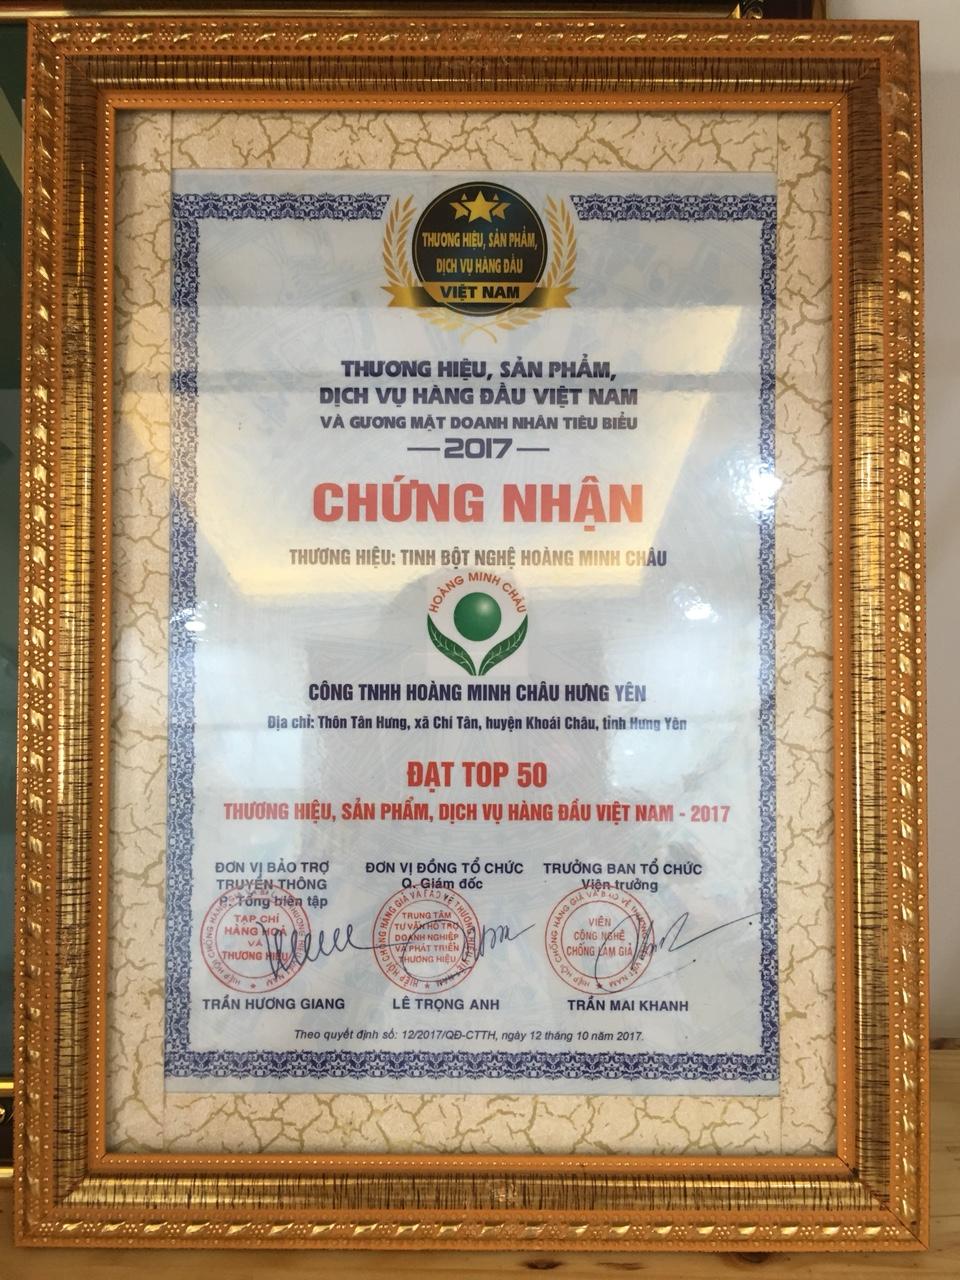 THƯƠNG HIỆU, SẢN PHẨM,
DỊCH VỤ HÀNG ĐẦU
VIỆT NAM
THƯƠNG HIỆU, SẢN PHẨM,
DỊCH VỤ HÀNG ĐẦU VIỆT NAM
VÀ GƯƠNG MẶT DOANH NHÂN TIÊU BIỂU
—2017—
CHỨNG NHẬN
THƯƠNG HIỆU: TINH BỘT NGHỆ HOÀNG MINH CHÂU
HOÀNG MINH CHÂU
CÔNG TNHH HOÀNG MINH CHÂU HƯNG YÊN
Địa chỉ: Thôn Tân Hưng, xã Chí Tân, huyện Khoái Châu, tỉnh Hưng Yên
ĐẠT TOP 50
THƯƠNG HIỆU, SẢN PHẨM, DỊCH VỤ HÀNG ĐẦU VIỆT NAM - 2017
ĐƠN VỊ BẢO TRỢ
TRUYỀN THÔNG
P. Tổng biên tập
TẠP CHÍ
HÀNG HOÁ
VÀ
THƯƠNG HIỆU
TRẦN HƯƠNG GIANG
ĐƠN VỊ ĐỒNG TỔ CHỨC
Q. Giám đốc
TRUNG TÂM
TƯ VẤN HỖ TRỢ
DOANH NGHIỆP
VÀ PHÁT TRIỂN
THƯƠNG HIỆU
LÊ TRỌNG ANH
TRƯỞNG BAN TỔ CHỨC
Viện trưởng
VIỆN
CÔNG NGHỆ
CHỐNG LÀM GIẢ
TRẦN MAI KHANH
Theo quyết định số: 12/2017/QĐ-CTTH, ngày 12 tháng 10 năm 2017.